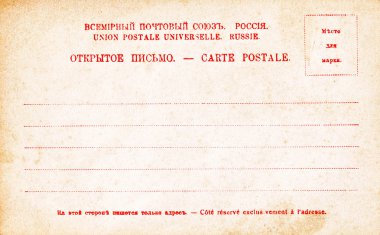 ВСЕМІРНЫЙ ПОЧТОВЫЙ СОЮЗЪ. РОССІЯ.
UNION POSTALE UNIVERSELLE. RUSSIE.
ОТКРЫТОЕ ПИСЬМО. — CARTE POSTALE.
Мѣсто
для
марки.
На этой сторонѣ пишется только адресъ. — Côté réservé exclusivement à l'adresse.